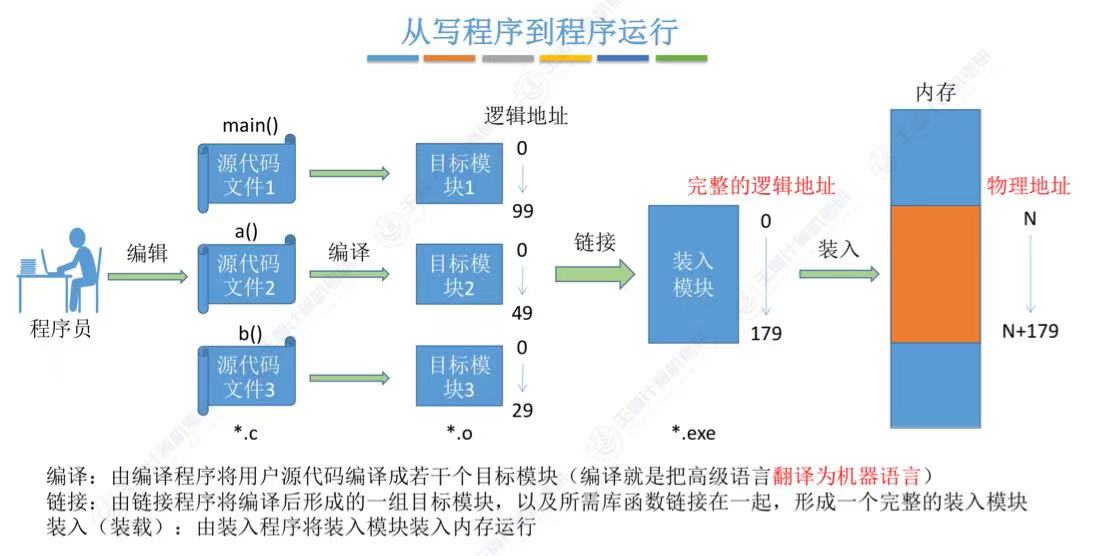 从写程序到程序运行
内存
逻辑地址
main()
源代码
文件1
目标模
块1
0
99
完整的逻辑地址
物理地址
a()
源代码
文件2
编辑
编译
目标模
块2
0
49
链接
装入
模块
0
179
装入
N
N+179
程序员
b()
源代码
文件3
目标模
块3
0
29
*.c
*.o
*.exe
编译：由编译程序将用户源代码编译成若干个目标模块（编译就是把高级语言翻译为机器语言）
链接：由链接程序将编译后形成的一组目标模块，以及所需库函数链接在一起，形成一个完整的装入模块
装入（装载）：由装入程序将装入模块装入内存运行